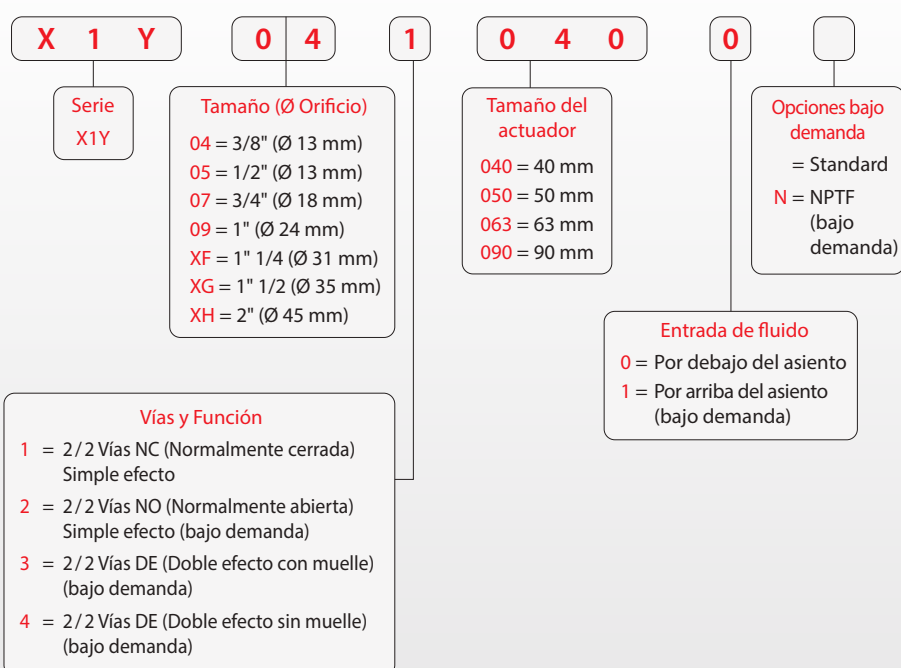 X 1 Y 0 4 1 0 4 0 0
Serie
X1Y
Tamaño (Ø Orificio)
04 = 3/8" (Ø 13 mm)
05 = 1/2" (Ø 13 mm)
07 = 3/4" (Ø 18 mm)
09 = 1" (Ø 24 mm)
XF = 1" 1/4 (Ø 31 mm)
XG = 1" 1/2 (Ø 35 mm)
XH = 2" (Ø 45 mm)
Tamaño del
actuador
040 = 40 mm
050 = 50 mm
063 = 63 mm
090 = 90 mm
Opciones bajo
demanda
= Standard
N = NPTF
(bajo
demanda)
Entrada de fluido
0 = Por debajo del asiento
1 = Por arriba del asiento
(bajo demanda)
Vías y Función
1 = 2/2 Vías NC (Normalmente cerrada)
Simple efecto
2 = 2/2 Vías NO (Normalmente abierta)
Simple efecto (bajo demanda)
3 = 2/2 Vías DE (Doble efecto con muelle)
(bajo demanda)
4 = 2/2 Vías DE (Doble efecto sin muelle)
(bajo demanda)